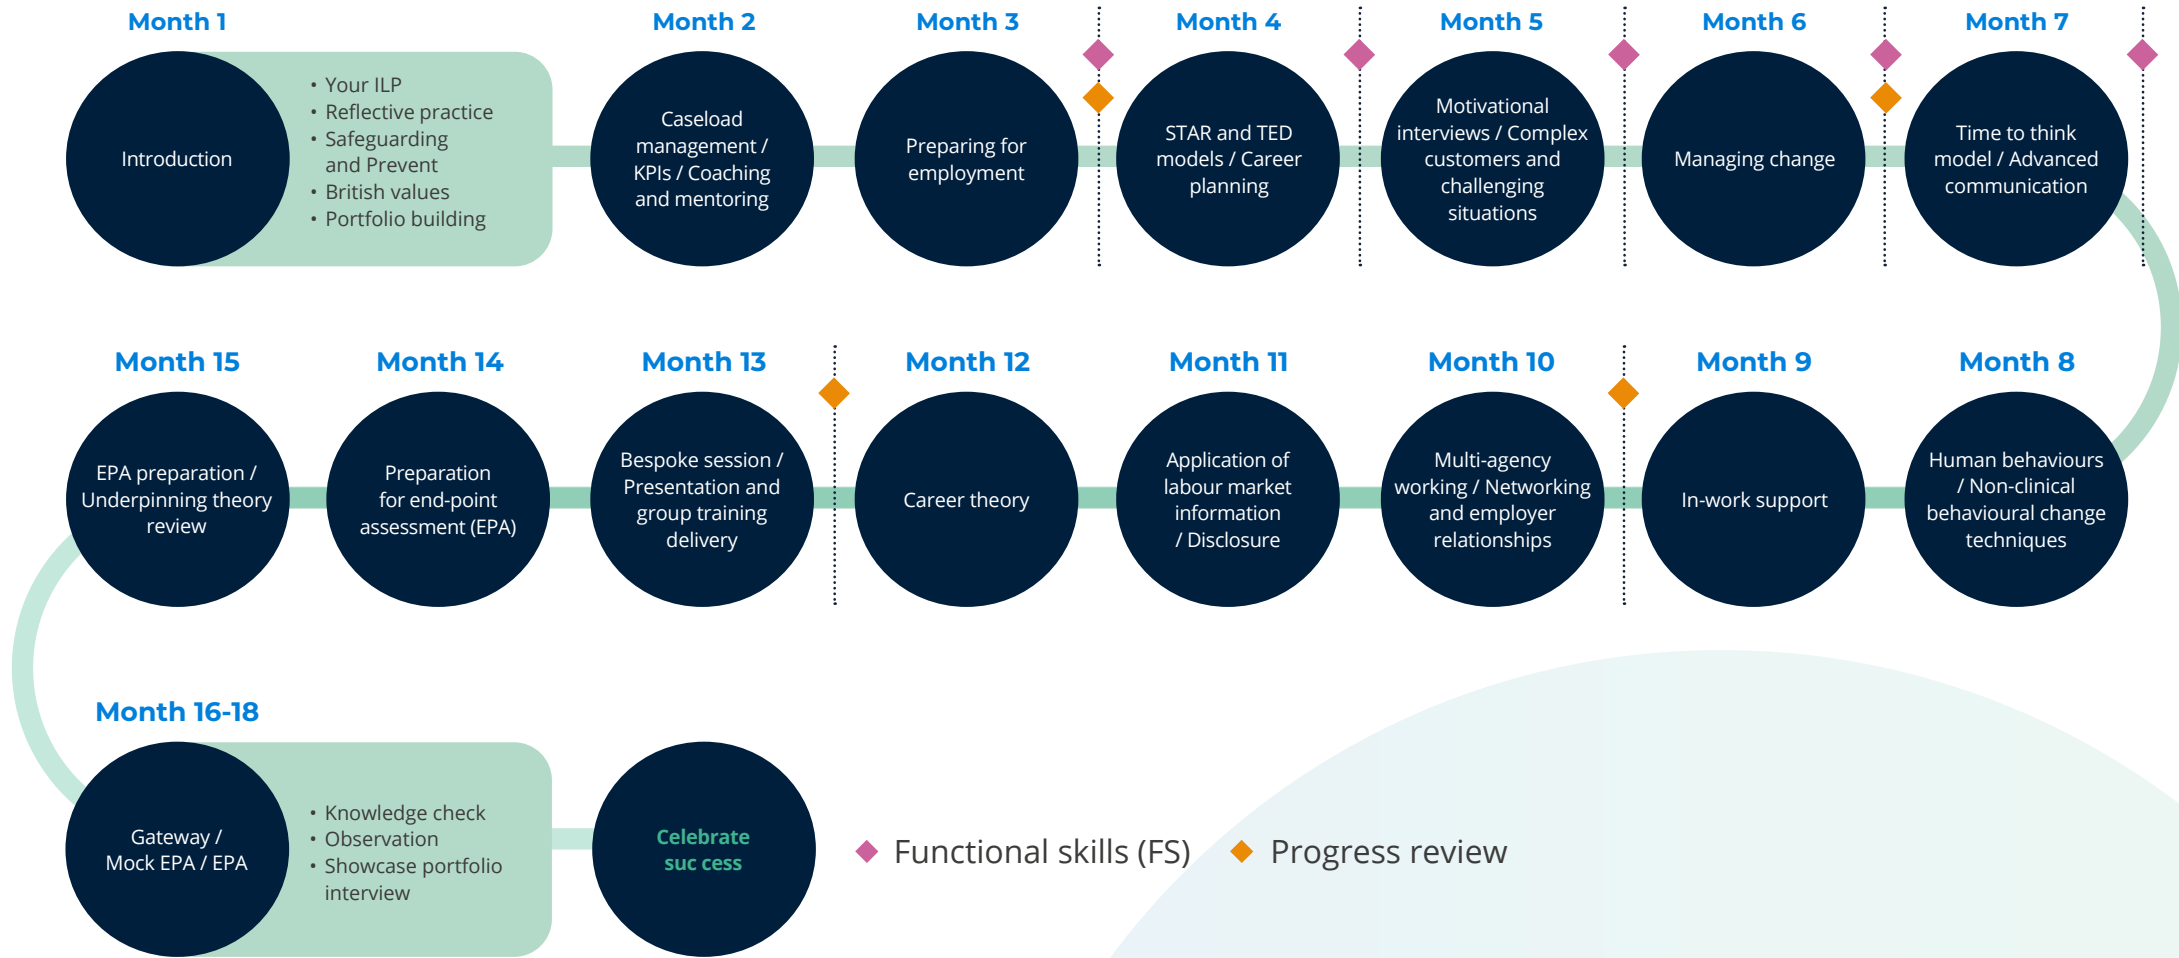 Month 1
Introduction
• Your ILP
• Reflective practice
• Safeguarding
and Prevent
• British values
• Portfolio building
Month 2
Caseload
management /
KPIs / Coaching
and mentoring
Month 3
Preparing for
employment
Month 4
STAR and TED
models / Career
planning
Month 5
Motivational
interviews / Complex
customers and
challenging
situations
Month 6
Managing change
Month 7
Time to think
model / Advanced
communication
Month 8
Human behaviours
/ Non-clinical
behavioural change
techniques
Month 9
In-work support
Month 10
Multi-agency
working / Networking
and employer
relationships
Month 11
Application of
labour market
information
/ Disclosure
Month 12
Career theory
Month 13
Bespoke session /
Presentation and
group training
delivery
Month 14
Preparation
for end-point
assessment (EPA)
Month 15
EPA preparation /
Underpinning theory
review
Month 16-18
Gateway /
Mock EPA / EPA
• Knowledge check
• Observation
• Showcase portfolio
interview
Celebrate
suc cess
Functional skills (FS)
Progress review